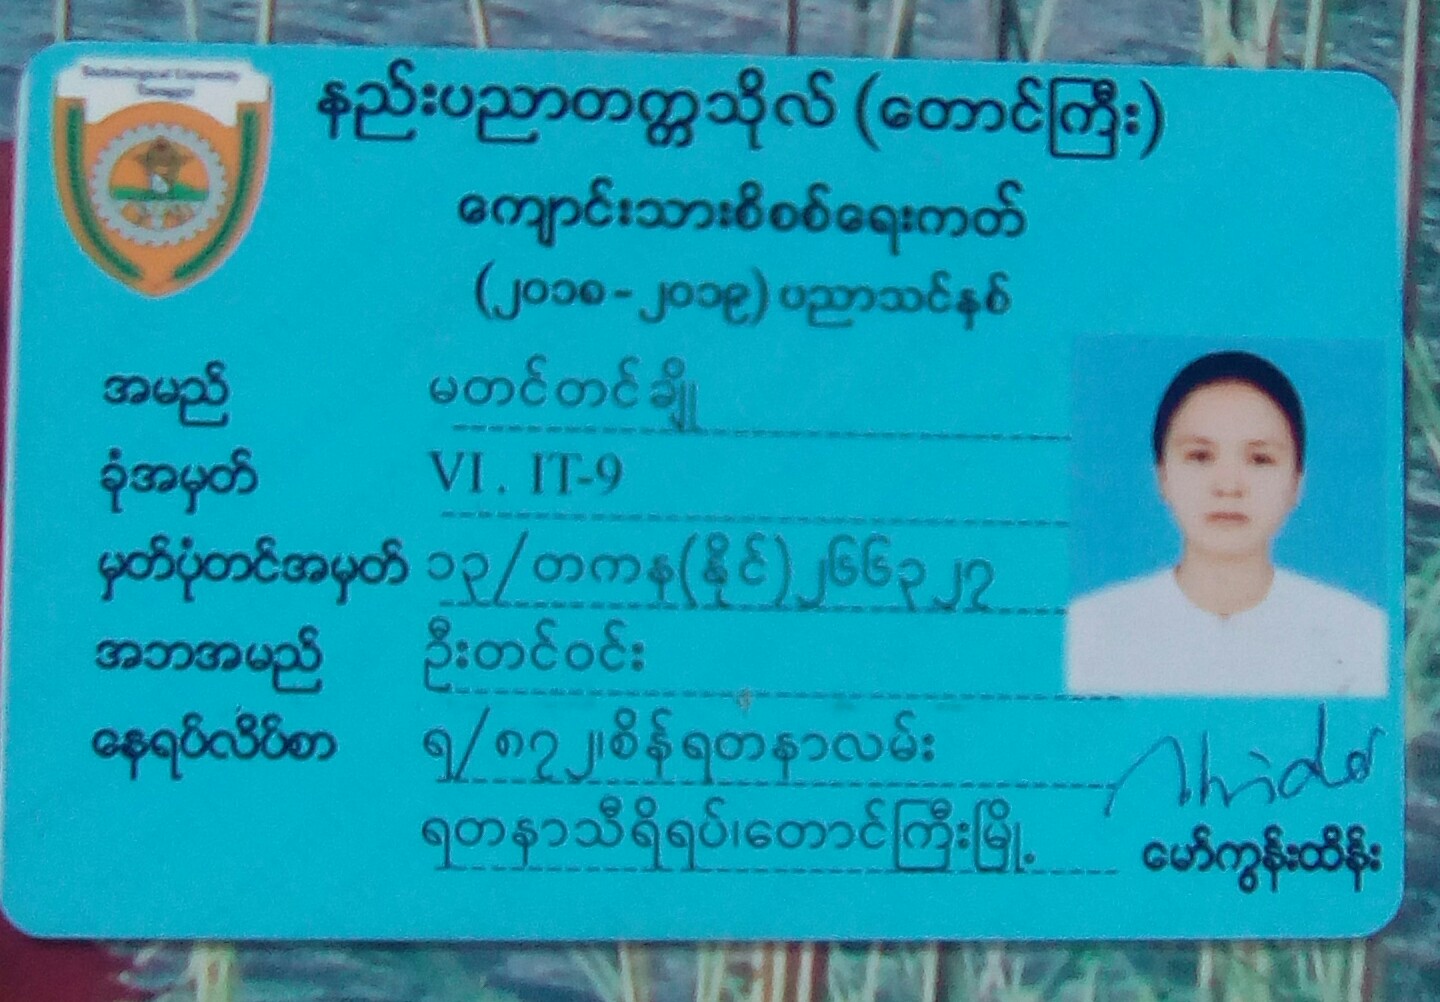 Technological University
Taunggyi
နည်းပညာတက္ကသိုလ် (တောင်ကြီး)
ကျောင်းသားစိစစ်ရေးကတ်
(၂၀၁၈-၂၀၁၉) ပညာသင်နှစ်
အမည် မတင်တင်ချို
ခုံအမှတ် VI . IT-9
မှတ်ပုံတင်အမှတ် ၁၃/တကန(နိုင်)၂၆၆၃၂၇
အဘအမည် ဦးတင်ဝင်း
နေရပ်လိပ်စာ ရှ/၈၇၂၊စိန်ရတနာလမ်း
ရတနာသီရိရပ်၊တောင်ကြီးမြို့.
မော်ကွန်းထိန်း